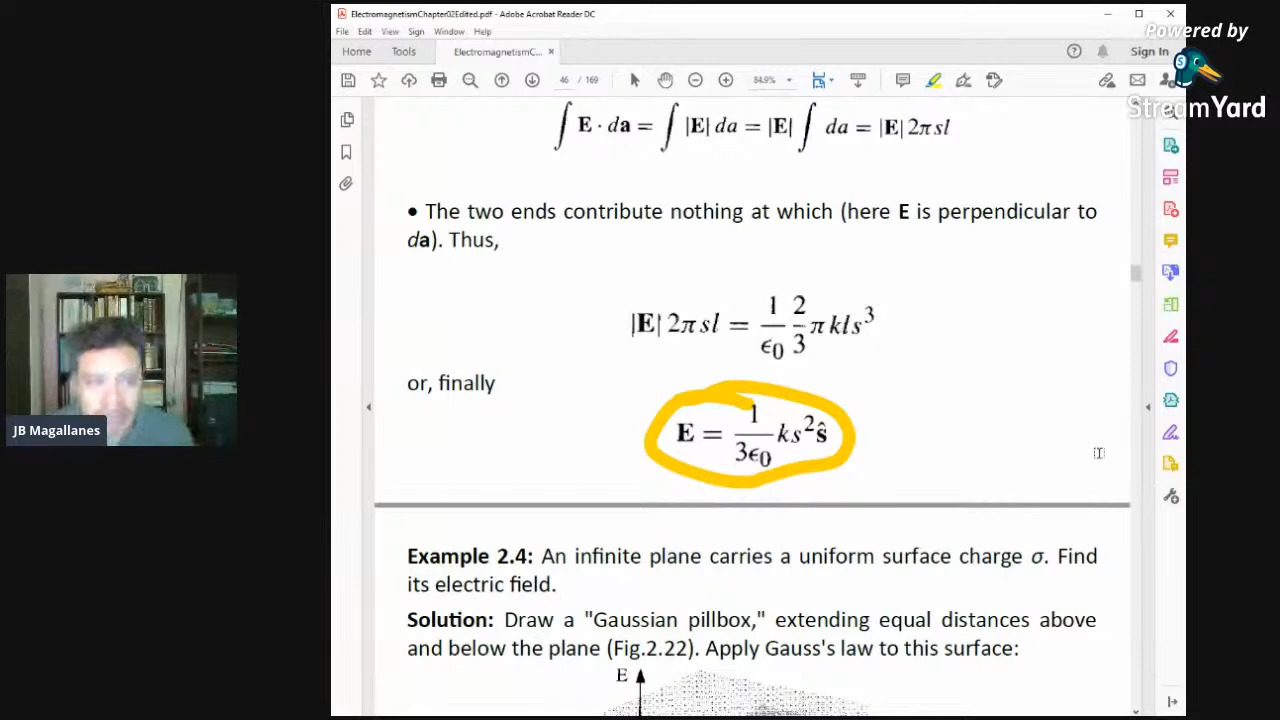 ElectromagnetismChapter02Edited.pdf - Adobe Acrobat Reader DC
File Edit View Sign Window Help
Home Tools ElectromagnetismC... × Sign In
46 / 169 84.9%
Powered by
StreamYard
∫ E · da = ∫ |E| da = |E| ∫ da = |E| 2πsl
• The two ends contribute nothing at which (here E is perpendicular to
da). Thus,
|E| 2πsl = 1/ϵ₀ 2/3 πkls³
or, finally
E = 1/3ϵ₀ ks²ŝ
Example 2.4: An infinite plane carries a uniform surface charge σ. Find
its electric field.
Solution: Draw a "Gaussian pillbox," extending equal distances above
and below the plane (Fig.2.22). Apply Gauss's law to this surface:
E
JB Magallanes